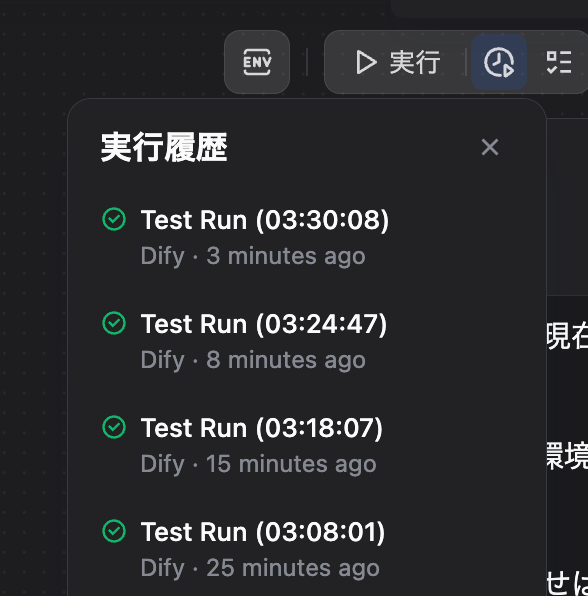 ENV
実行
実行履歴
Test Run (03:30:08)
Dify · 3 minutes ago
Test Run (03:24:47)
Dify · 8 minutes ago
現在
Test Run (03:18:07)
Dify · 15 minutes ago
環境
Test Run (03:08:01)
Dify · 25 minutes ago
せは